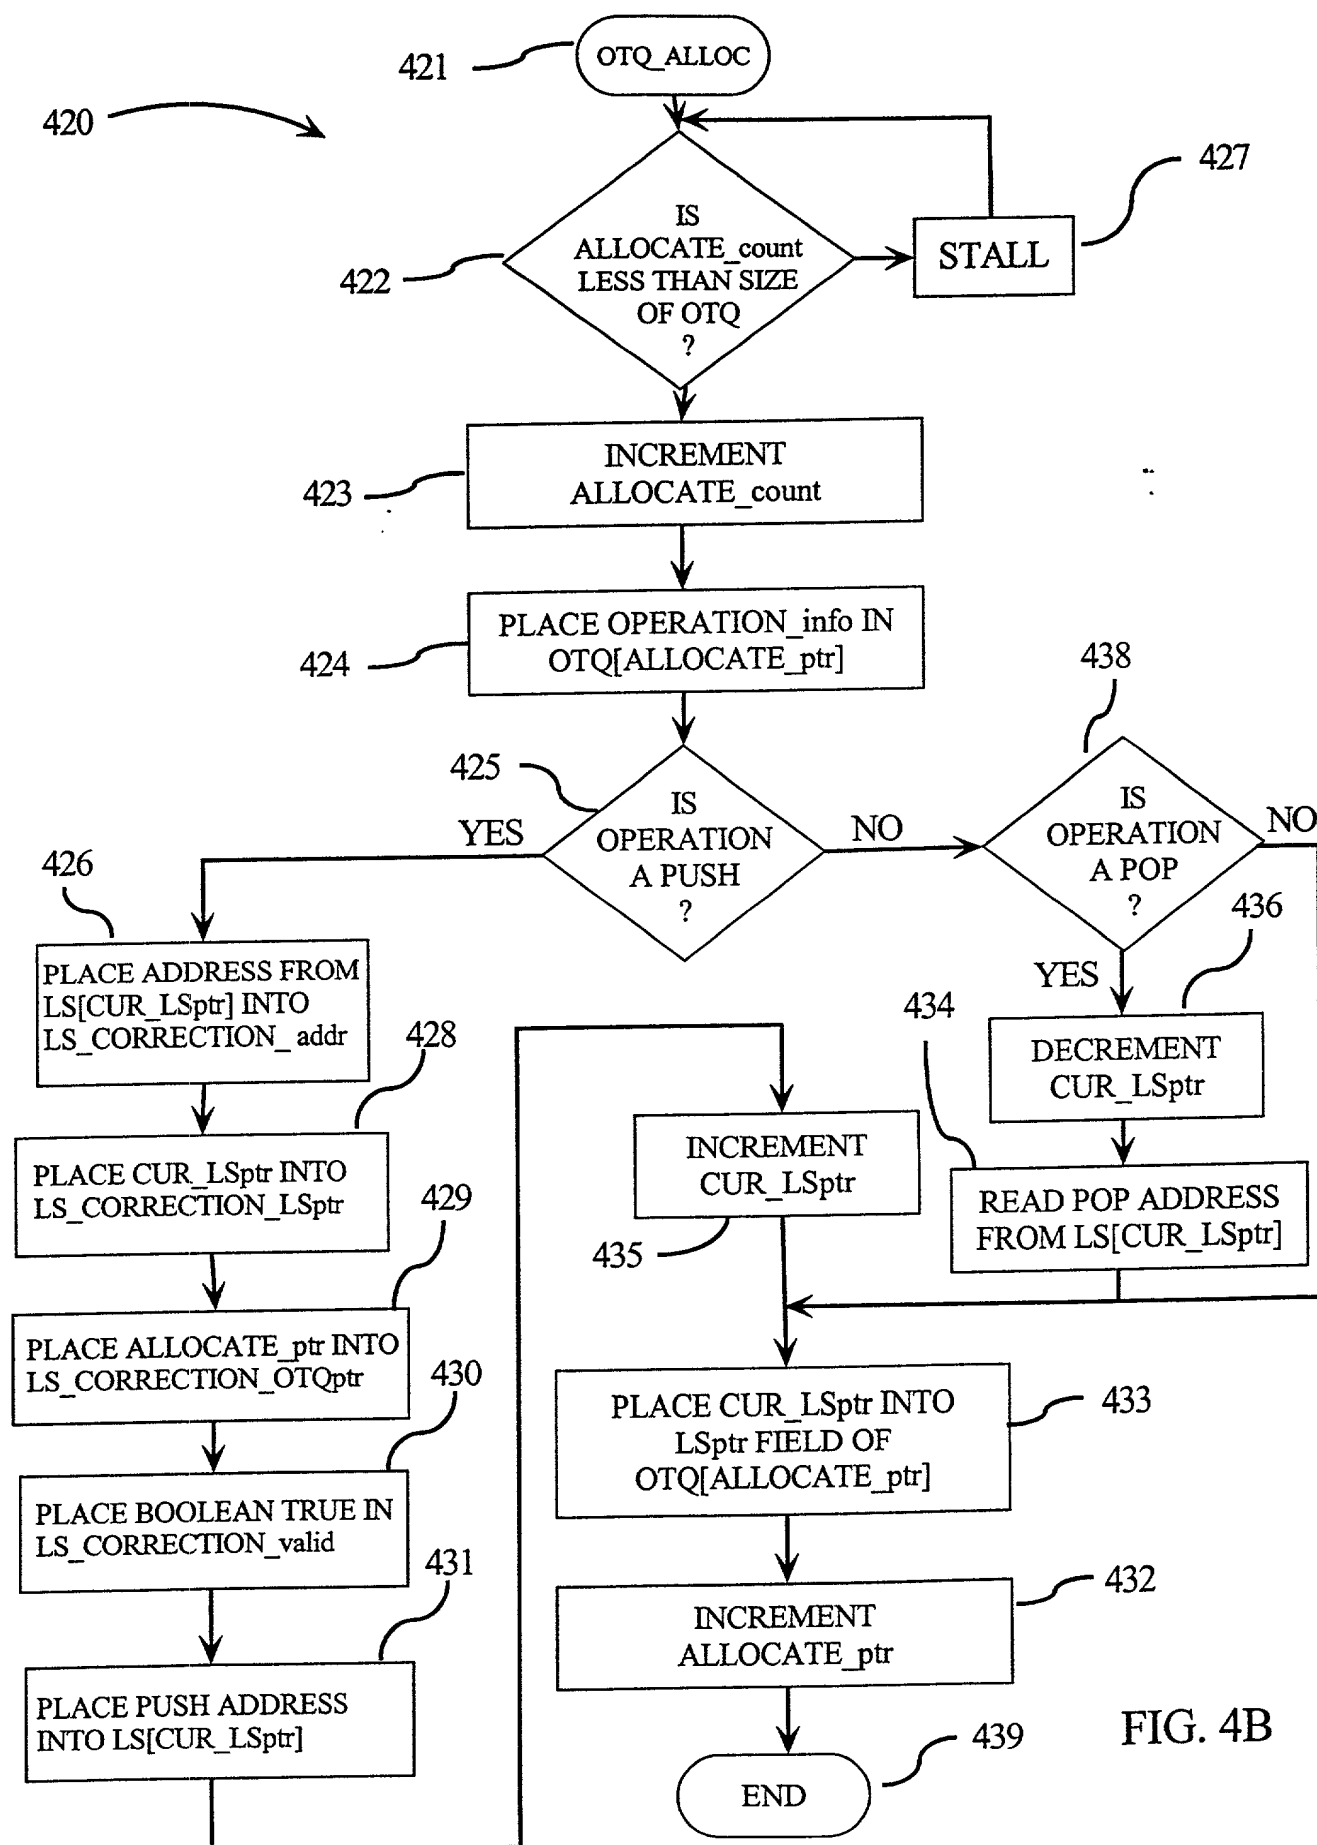 421
OTQ_ALLOC
420
427
IS
ALLOCATE_count
LESS THAN SIZE
OF OTQ
?
422
STALL
INCREMENT
ALLOCATE_count
423
PLACE OPERATION_info IN
OTQ[ALLOCATE_ptr]
424
438
425
IS
OPERATION
A PUSH
?
YES
NO
IS
OPERATION
A POP
?
NO
YES
426
PLACE ADDRESS FROM
LS[CUR_LSptr] INTO
LS_CORRECTION_ addr
436
DECREMENT
CUR_LSptr
434
READ POP ADDRESS
FROM LS[CUR_LSptr]
428
PLACE CUR_LSptr INTO
LS_CORRECTION_LSptr
INCREMENT
CUR_LSptr
435
429
PLACE ALLOCATE_ptr INTO
LS_CORRECTION_OTQptr
430
PLACE BOOLEAN TRUE IN
LS_CORRECTION_valid
431
PLACE PUSH ADDRESS
INTO LS[CUR_LSptr]
PLACE CUR_LSptr INTO
LSptr FIELD OF
OTQ[ALLOCATE_ptr]
433
INCREMENT
ALLOCATE_ptr
432
END
439
FIG. 4B